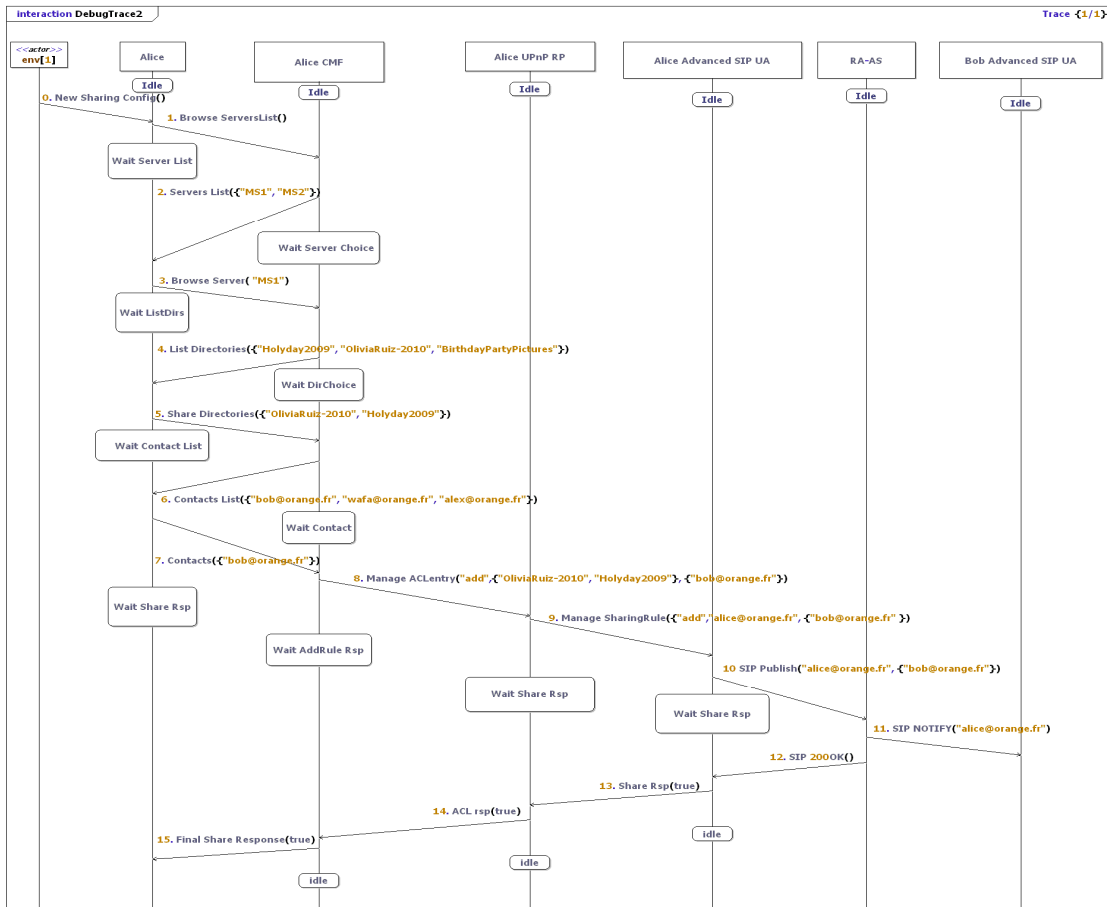 interaction DebugTrace2
Trace {1/1}
<<actor>>
env[1]
Alice
Alice CMF
Alice UPnP RP
Alice Advanced SIP UA
RA-AS
Bob Advanced SIP UA
Idle
Idle
Idle
Idle
Idle
Idle
0. New Sharing Config()
1. Browse ServersList()
Wait Server List
2. Servers List({"MS1", "MS2"})
Wait Server Choice
3. Browse Server( "MS1")
Wait ListDirs
4. List Directories({"Holyday2009", "OliviaRuiz-2010", "BirthdayPartyPictures"})
Wait DirChoice
5. Share Directories({"OliviaRuiz-2010", "Holyday2009"})
Wait Contact List
6. Contacts List({"bob@orange.fr", "wafa@orange.fr", "alex@orange.fr"})
Wait Contact
7. Contacts({"bob@orange.fr"})
8. Manage ACLentry("add",{"OliviaRuiz-2010", "Holyday2009"}, {"bob@orange.fr"})
Wait Share Rsp
9. Manage SharingRule({"add","alice@orange.fr", {"bob@orange.fr" })
Wait AddRule Rsp
10 SIP Publish("alice@orange.fr", {"bob@orange.fr"})
Wait Share Rsp
Wait Share Rsp
11. SIP NOTIFY("alice@orange.fr")
12. SIP 200OK()
13. Share Rsp(true)
14. ACL rsp(true)
idle
15. Final Share Response(true)
idle
idle